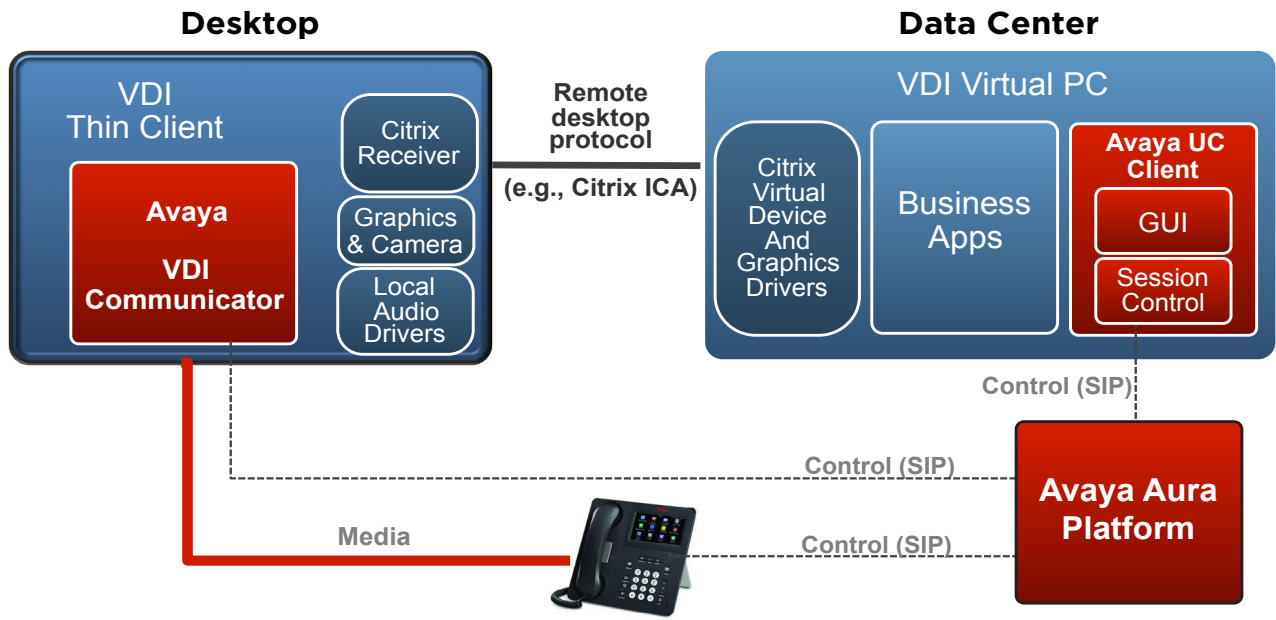 Desktop
Data Center
VDI
Thin Client
Citrix
Receiver
Avaya
VDI
Communicator
Graphics
& Camera
Local
Audio
Drivers
Remote
desktop
protocol
(e.g., Citrix ICA)
VDI Virtual PC
Citrix
Virtual
Device
And
Graphics
Drivers
Business
Apps
Avaya UC
Client
GUI
Session
Control
Control (SIP)
Control (SIP)
Avaya Aura
Platform
Media
Control (SIP)